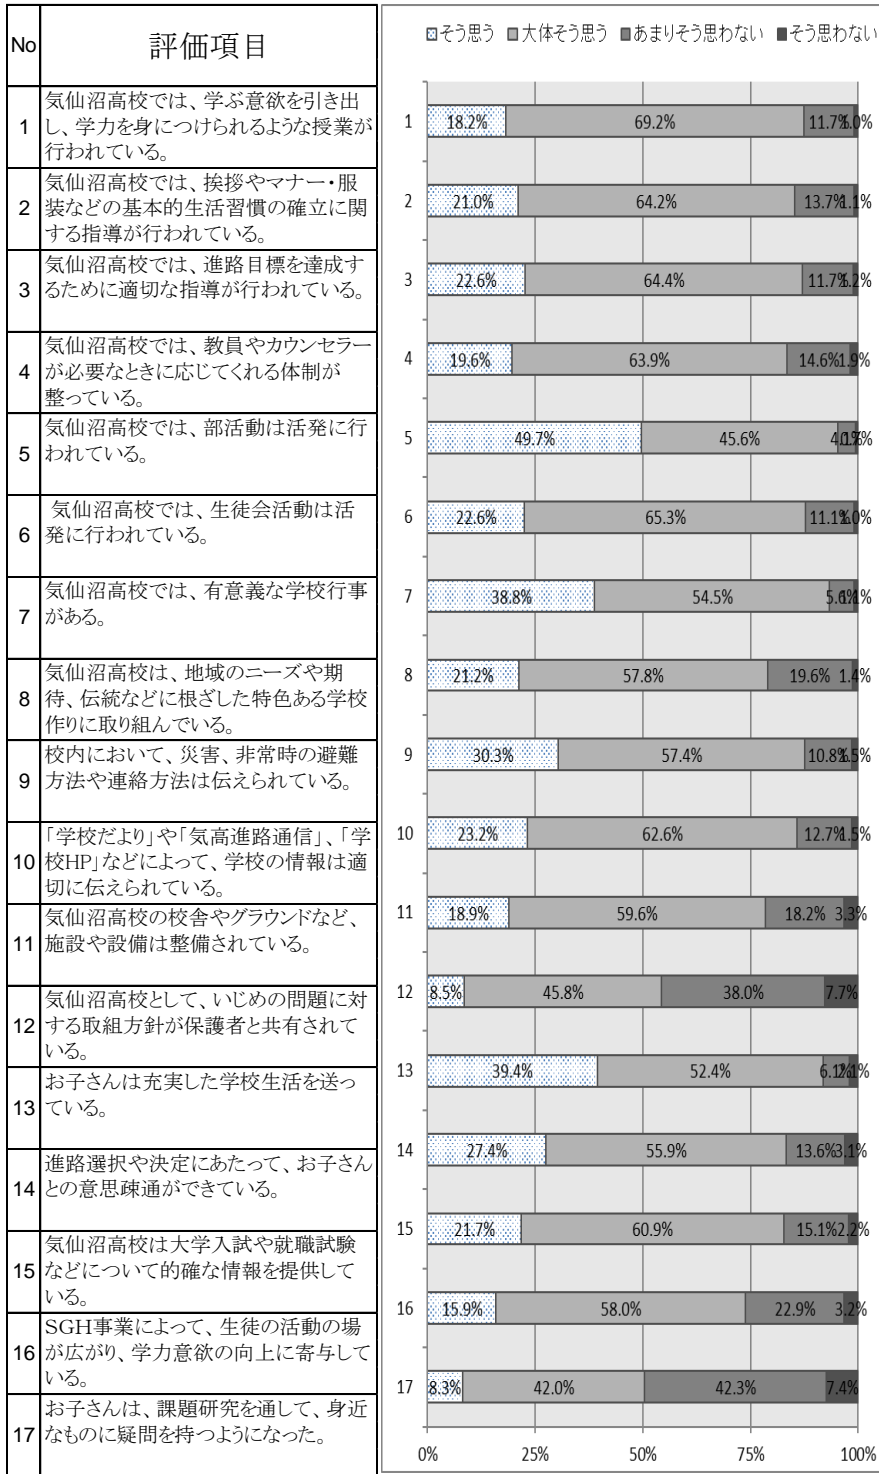 No
評価項目
1
気仙沼高校では、学ぶ意欲を引き出
し、学力を身につけられるような授業が
行われている。
2
気仙沼高校では、挨拶やマナー・服
装などの基本的生活習慣の確立に関
する指導が行われている。
3
気仙沼高校では、進路目標を達成す
るために適切な指導が行われている。
4
気仙沼高校では、教員やカウンセラー
が必要なときに応じてくれる体制が
整っている。
5
気仙沼高校では、部活動は活発に行
われている。
6
気仙沼高校では、生徒会活動は活
発に行われている。
7
気仙沼高校では、有意義な学校行事
がある。
8
気仙沼高校は、地域のニーズや期
待、伝統などに根ざした特色ある学校
作りに取り組んでいる。
9
校内において、災害、非常時の避難
方法や連絡方法は伝えられている。
10
「学校だより」や「気高進路通信」、「学
校HP」などによって、学校の情報は適
切に伝えられている。
11
気仙沼高校の校舎やグラウンドなど、
施設や設備は整備されている。
12
気仙沼高校として、いじめの問題に対
する取組方針が保護者と共有されて
いる。
13
お子さんは充実した学校生活を送っ
ている。
14
進路選択や決定にあたって、お子さん
との意思疎通ができている。
15
気仙沼高校は大学入試や就職試験
などについて的確な情報を提供して
いる。
16
SGH事業によって、生徒の活動の場
が広がり、学力意欲の向上に寄与して
いる。
17
お子さんは、課題研究を通して、身近
なものに疑問を持つようになった。
そう思う 大体そう思う あまりそう思わない そう思わない
1 18.2% 69.2% 11.7% 1.0%
2 21.0% 64.2% 13.7% 1.1%
3 22.6% 64.4% 11.7% 1.2%
4 19.6% 63.9% 14.6% 1.9%
5 49.7% 45.6% 4.0% 0.7%
6 22.6% 65.3% 11.1% 1.0%
7 38.8% 54.5% 5.6% 1.1%
8 21.2% 57.8% 19.6% 1.4%
9 30.3% 57.4% 10.8% 1.5%
10 23.2% 62.6% 12.7% 1.5%
11 18.9% 59.6% 18.2% 3.3%
12 8.5% 45.8% 38.0% 7.7%
13 39.4% 52.4% 6.1% 2.1%
14 27.4% 55.9% 13.6% 3.1%
15 21.7% 60.9% 15.1% 2.2%
16 15.9% 58.0% 22.9% 3.2%
17 8.3% 42.0% 42.3% 7.4%
0% 25% 50% 75% 100%